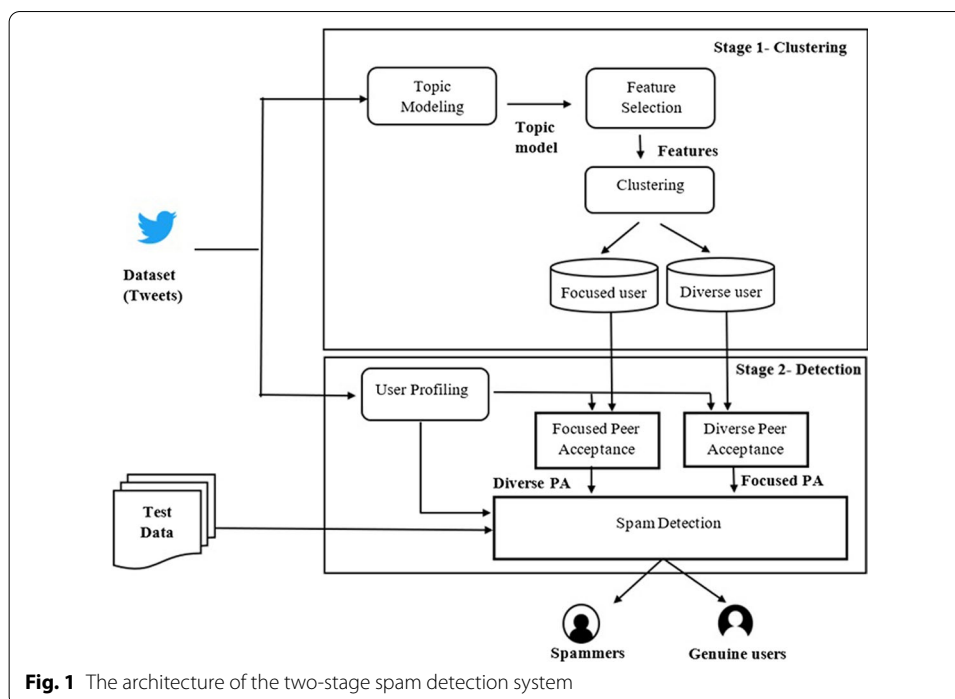 Stage 1- Clustering
Topic
Modeling
Feature
Selection
Topic
model
Features
Clustering
Dataset
(Tweets)
Focused user
Diverse user
Stage 2- Detection
User Profiling
Focused Peer
Acceptance
Diverse Peer
Acceptance
Diverse PA
Focused PA
Test
Data
Spam Detection
Spammers
Genuine users
Fig. 1 The architecture of the two-stage spam detection system